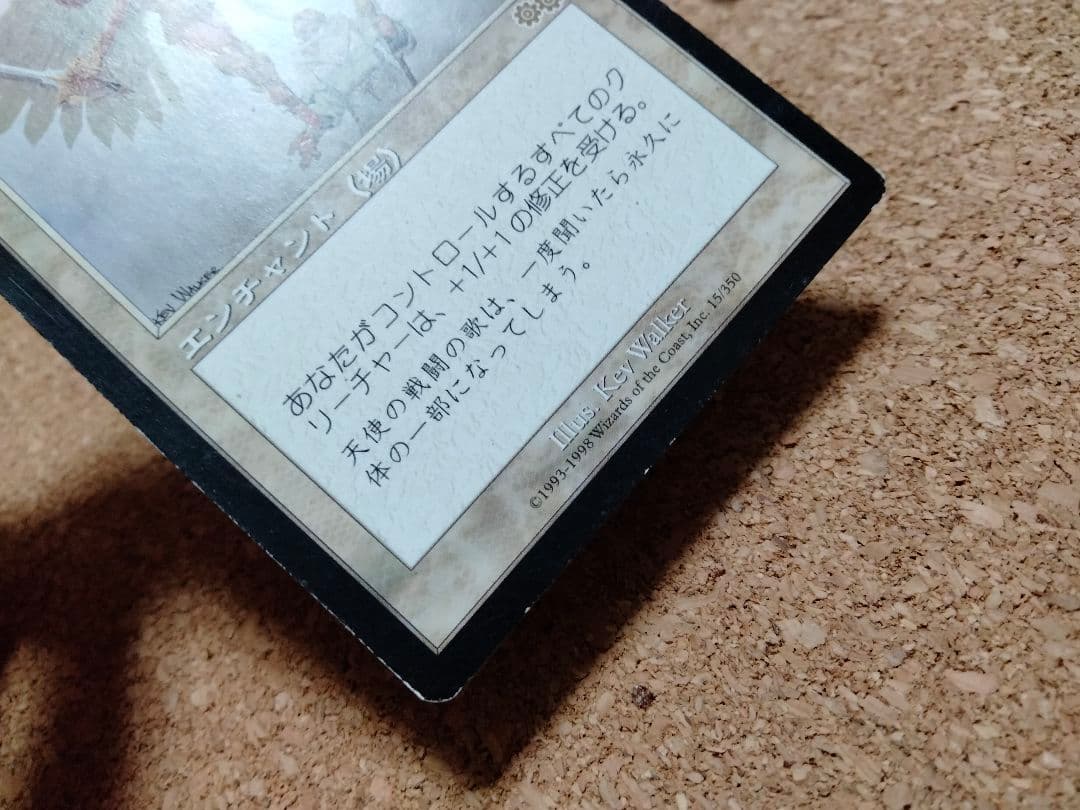 Kev Walker
エンチャント（場）
あなたがコントロールするすべてのク
リーチャーは、+1/+1の修正を受ける。
天使の戦闘の歌は、一度聞いたら永久に
体の一部になってしまう。
Illus. Kev Walker
©1993-1998 Wizards of the Coast, Inc. 15/350